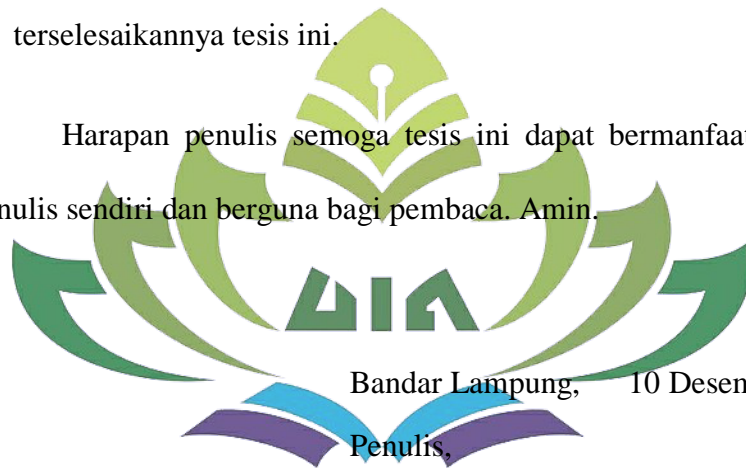 terselesaikannya tesis ini.
Harapan penulis semoga tesis ini dapat bermanfaat
nulis sendiri dan berguna bagi pembaca. Amin.
UIN
Bandar Lampung, 10 Desem
Penulis,